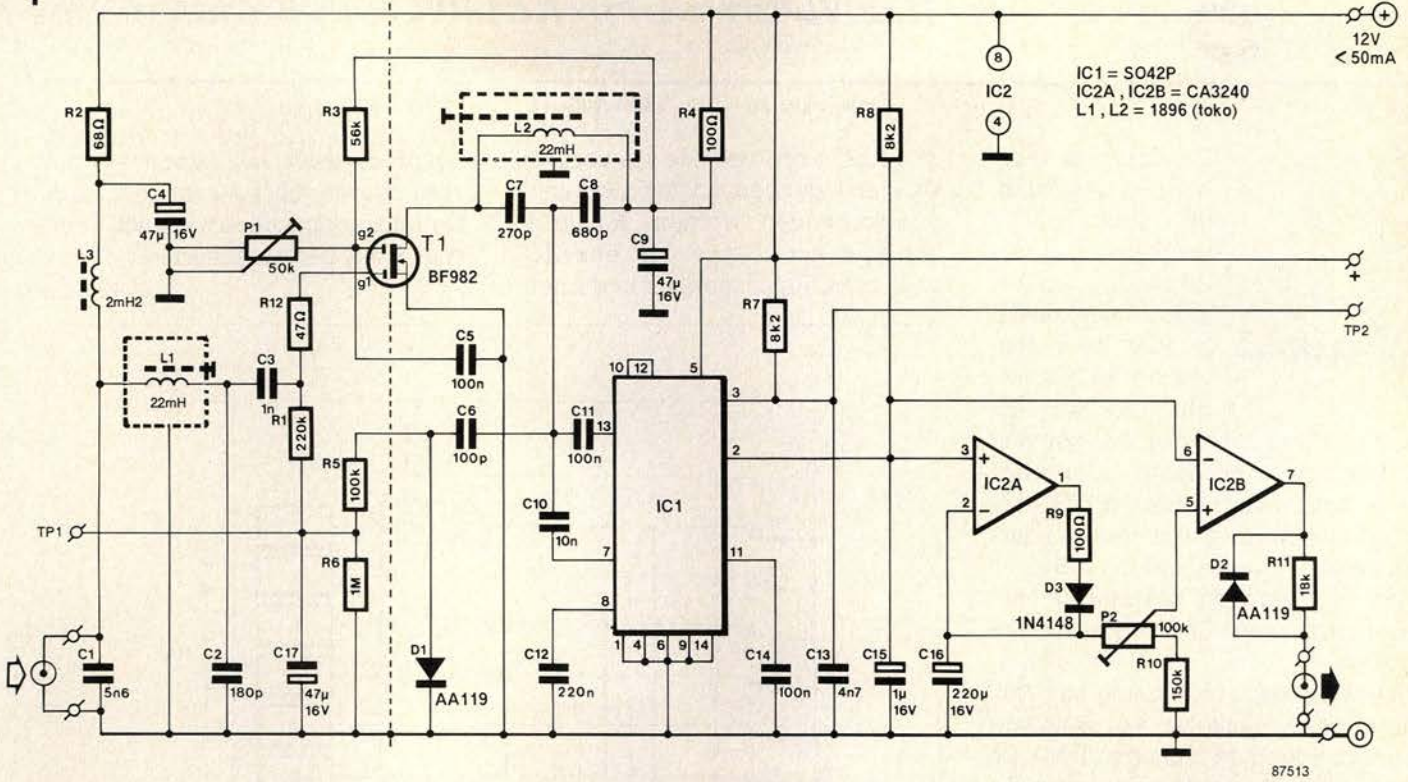 12V
< 50mA
8
IC2
4
IC1 = SO42P
IC2A , IC2B = CA3240
L1 , L2 = 1896 (toko)
R2
68Ω
R3
56k
L2
22mH
R4
100Ω
R8
8k2
C4
47µ 16V
P1
50k
g2
g1
T1
BF982
C7
270p
C8
680p
C9
47µ
16V
L3
2mH2
R12
47Ω
R7
8k2
+
TP2
L1
22mH
C3
1n
R1
220k
C5
100n
C6
100p
C11
100n
10 12
5
3
13
2
IC1
R5
100k
C10
10n
7
11
8
1 4 6 9 14
3
+
IC2A
1
2
-
6
-
IC2B
7
5
+
R9
100Ω
D3
1N4148
P2
100k
R10
150k
D2
AA119
R11
18k
TP1
R6
1M
C1
5n6
C2
180p
C17
47µ
16V
D1
AA119
C12
220n
C14
100n
C13
4n7
C15
1µ
16V
C16
220µ
16V
0
87513